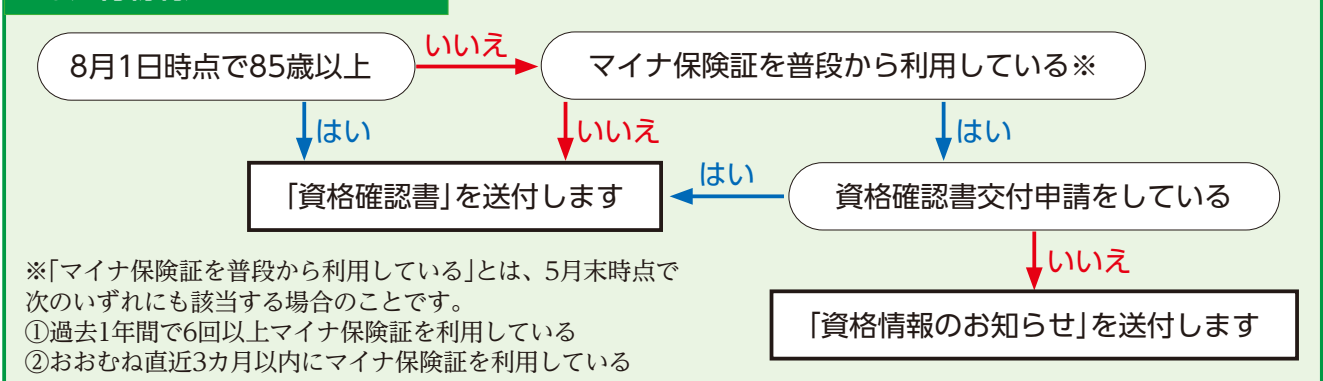 8月1日時点で85歳以上
いいえ
マイナ保険証を普段から利用している※
はい
いいえ
はい
「資格確認書」を送付します
はい
資格確認書交付申請をしている
いいえ
「資格情報のお知らせ」を送付します
※「マイナ保険証を普段から利用している」とは、5月末時点で
次のいずれにも該当する場合のことです。
①過去1年間で6回以上マイナ保険証を利用している
②おおむね直近3カ月以内にマイナ保険証を利用している